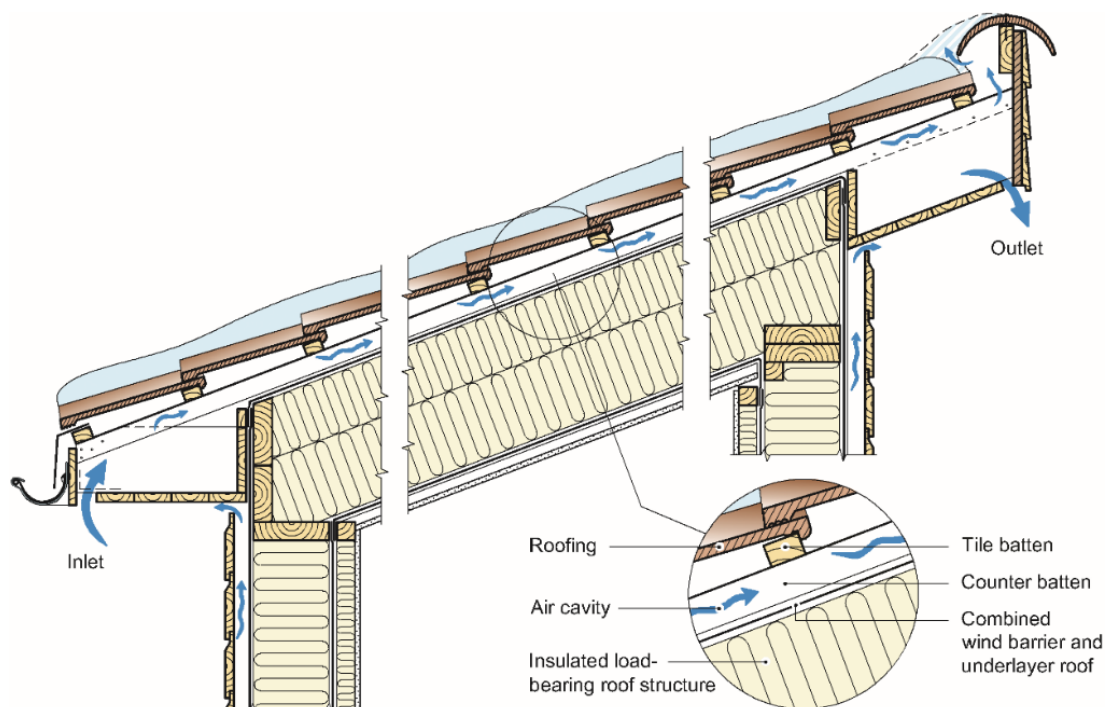 Outlet
Inlet
Roofing
Air cavity
Insulated load-
bearing roof structure
Tile batten
Counter batten
Combined
wind barrier and
underlayer roof